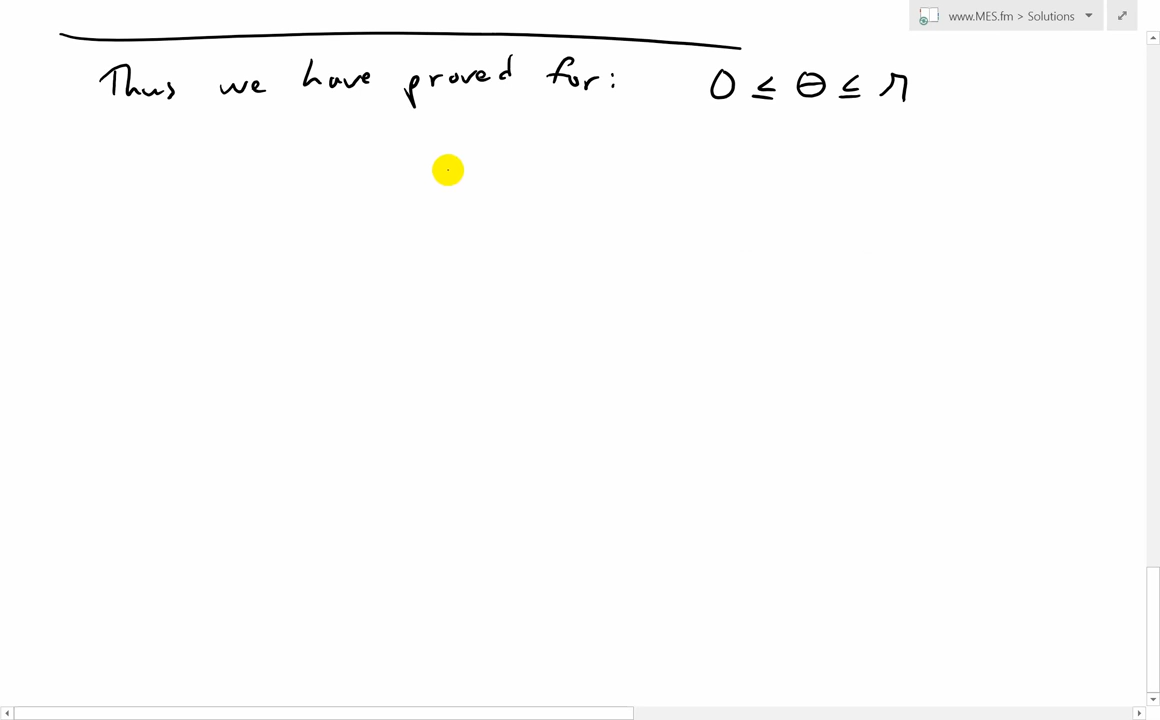 www.MES.fm > Solutions
Thus we have proved for: 0 ≤ θ ≤ π